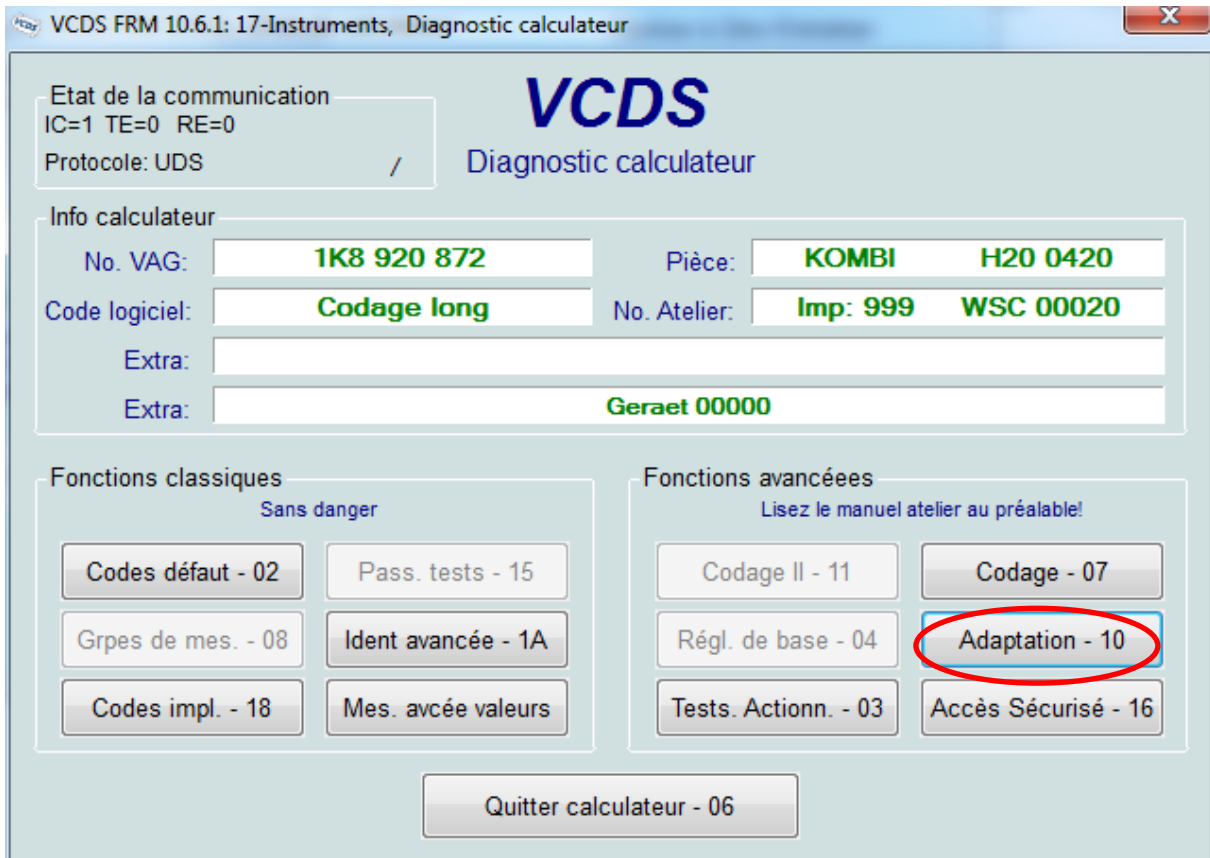 VCDS FRM 10.6.1: 17-Instruments, Diagnostic calculateur
X
Etat de la communication
IC=1 TE=0 RE=0
Protocole: UDS /
VCDS
Diagnostic calculateur
Info calculateur
No. VAG: 1K8 920 872 Pièce: KOMBI H20 0420
Code logiciel: Codage long No. Atelier: Imp: 999 WSC 00020
Extra:
Extra: Geraet 00000
Fonctions classiques
Sans danger
Codes défaut - 02 Pass. tests - 15
Grpes de mes. - 08 Ident avancée - 1A
Codes impl. - 18 Mes. avcée valeurs
Fonctions avancéees
Lisez le manuel atelier au préalable!
Codage II - 11 Codage - 07
Régl. de base - 04 Adaptation - 10
Tests. Actionn. - 03 Accès Sécurisé - 16
Quitter calculateur - 06